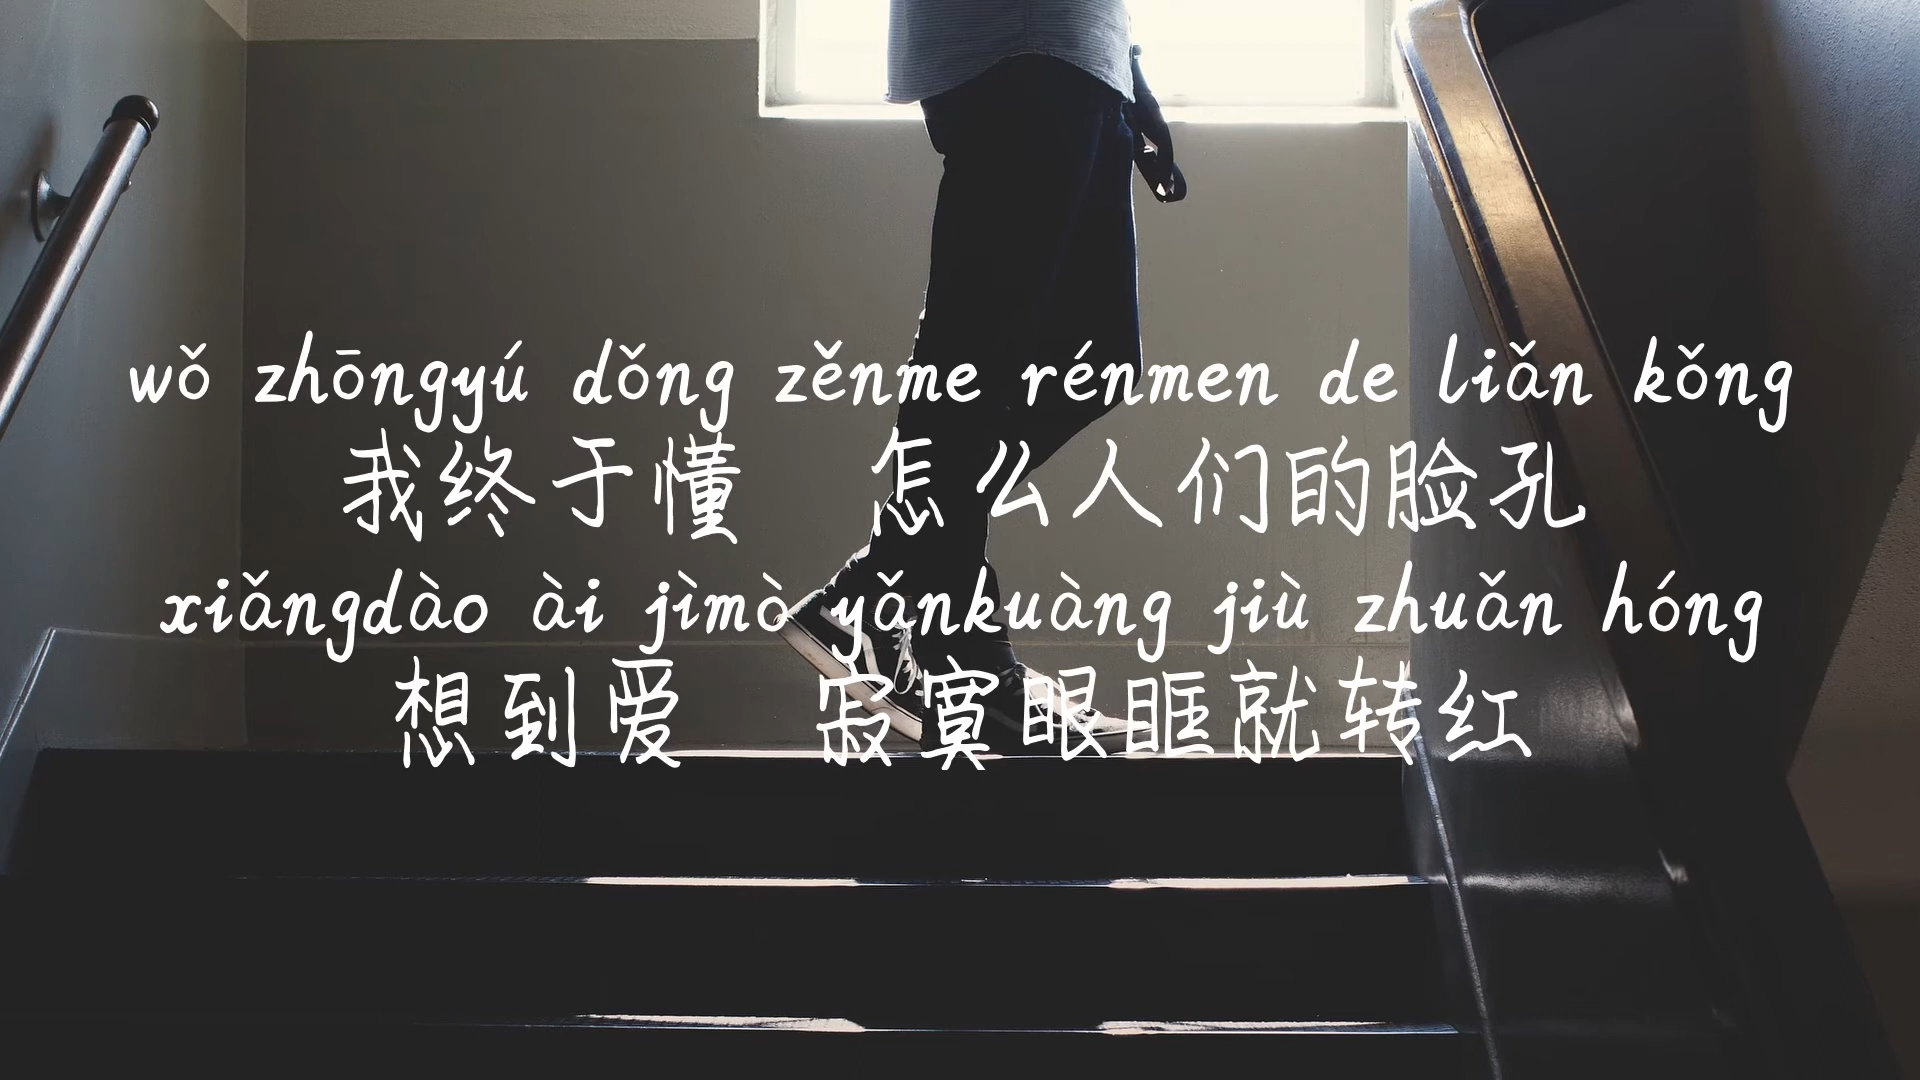 wǒ zhōngyú dǒng zěnme rénmen de liǎn kǒng
我终于懂 怎么人们的脸孔
xiǎngdào ài jìmò yǎnkuàng jiù zhuǎn hóng
想到爱 寂寞眼眶就转红